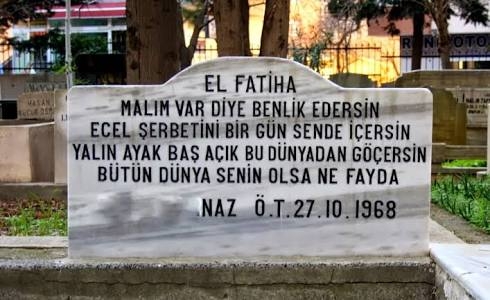 EL FATİHA
MALIM VAR DİYE BENLİK EDERSİN
ECEL ŞERBETİNİ BİR GÜN SENDE İÇERSİN
YALIN AYAK BAŞ AÇIK BU DÜNYADAN GÖÇERSİN
BÜTÜN DÜNYA SENİN OLSA NE FAYDA
NAZ Ö.T. 27.10.1968
HASAN